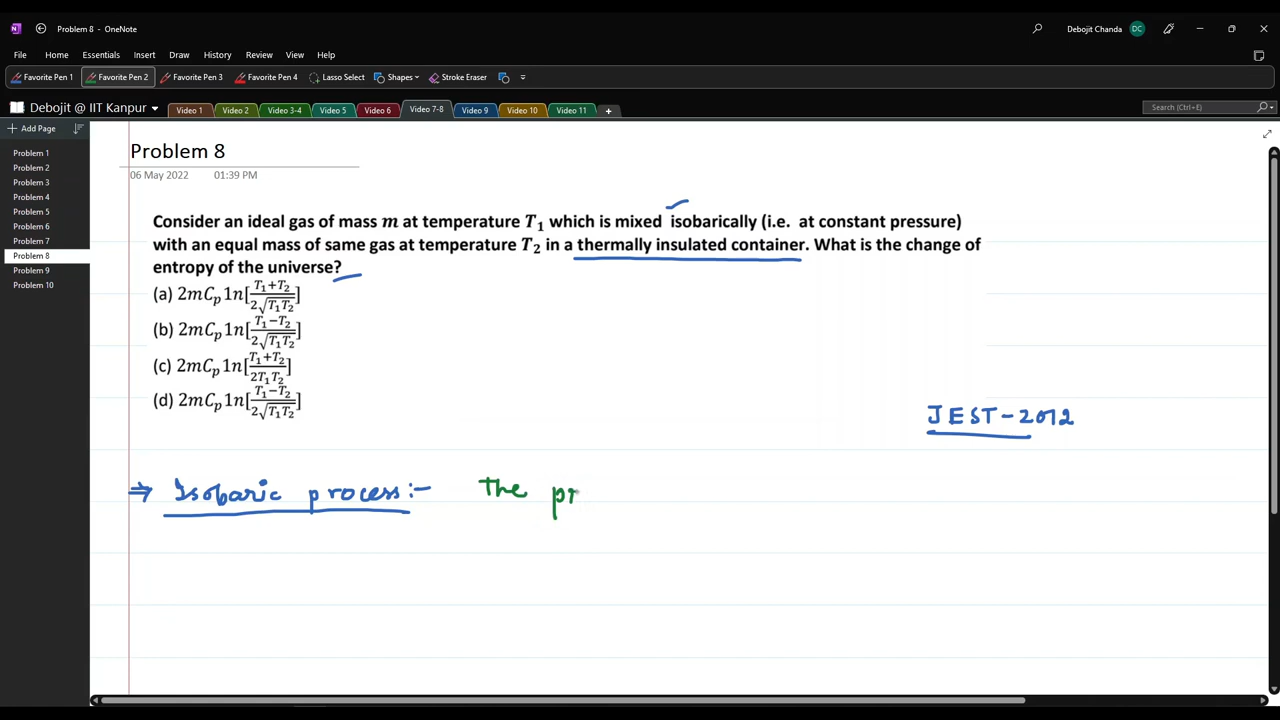 Problem 8 - OneNote
Debojit Chanda DC
File Home Essentials Insert Draw History Review View Help
Favorite Pen 1 Favorite Pen 2 Favorite Pen 3 Favorite Pen 4 Lasso Select Shapes Stroke Eraser
Debojit @ IIT Kanpur Video 1 Video 2 Video 3-4 Video 5 Video 6 Video 7-8 Video 9 Video 10 Video 11 + Search (Ctrl+E)
+ Add Page
Problem 1
Problem 2
Problem 3
Problem 4
Problem 5
Problem 6
Problem 7
Problem 8
Problem 9
Problem 10
Problem 8
06 May 2022 01:39 PM
Consider an ideal gas of mass m at temperature T₁ which is mixed isobarically (i.e. at constant pressure)
with an equal mass of same gas at temperature T₂ in a thermally insulated container. What is the change of
entropy of the universe?
(a) 2mCₚ 1n[(T₁+T₂)/(2√(T₁T₂))]
(b) 2mCₚ 1n[(T₁−T₂)/(2√(T₁T₂))]
(c) 2mCₚ 1n[(T₁+T₂)/(2T₁T₂)]
(d) 2mCₚ 1n[(T₁−T₂)/(2√(T₁T₂))]
JEST-2012
⇒ Isobaric process:- The pr